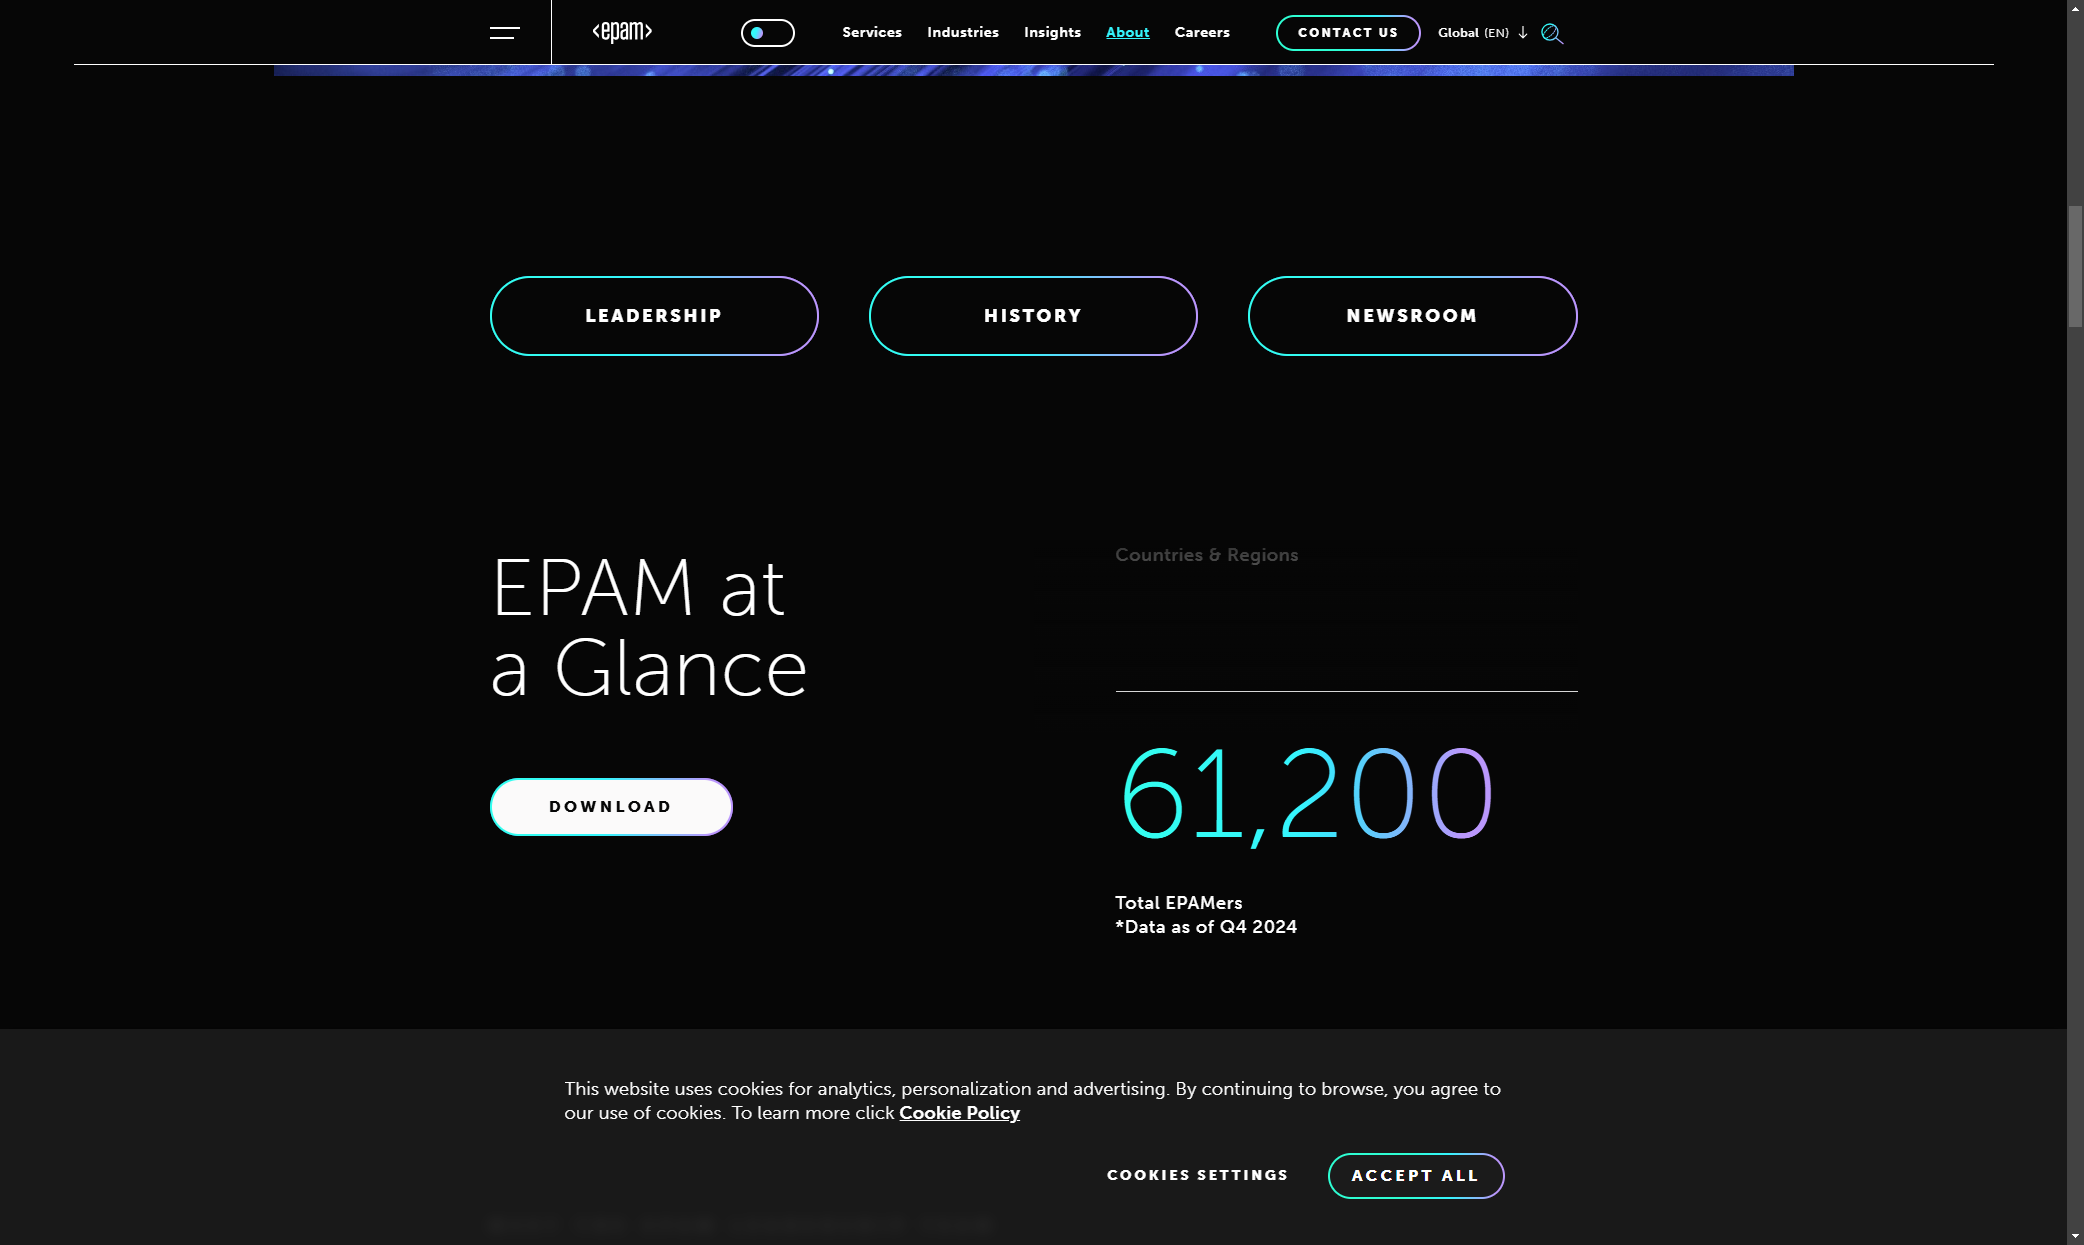 <epam>
Services
Industries
Insights
About
Careers
CONTACT US
Global (EN)
LEADERSHIP
HISTORY
NEWSROOM
EPAM at
a Glance
DOWNLOAD
Countries & Regions
61,200
Total EPAMers
*Data as of Q4 2024
This website uses cookies for analytics, personalization and advertising. By continuing to browse, you agree to
our use of cookies. To learn more click Cookie Policy
COOKIES SETTINGS
ACCEPT ALL